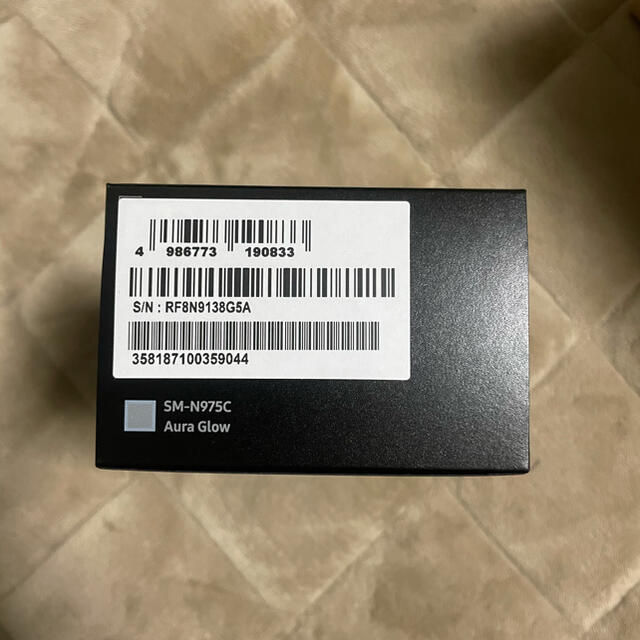 4 986773 190833
S/N : RF8N9138G5A
358187100359044
SM-N975C
Aura Glow